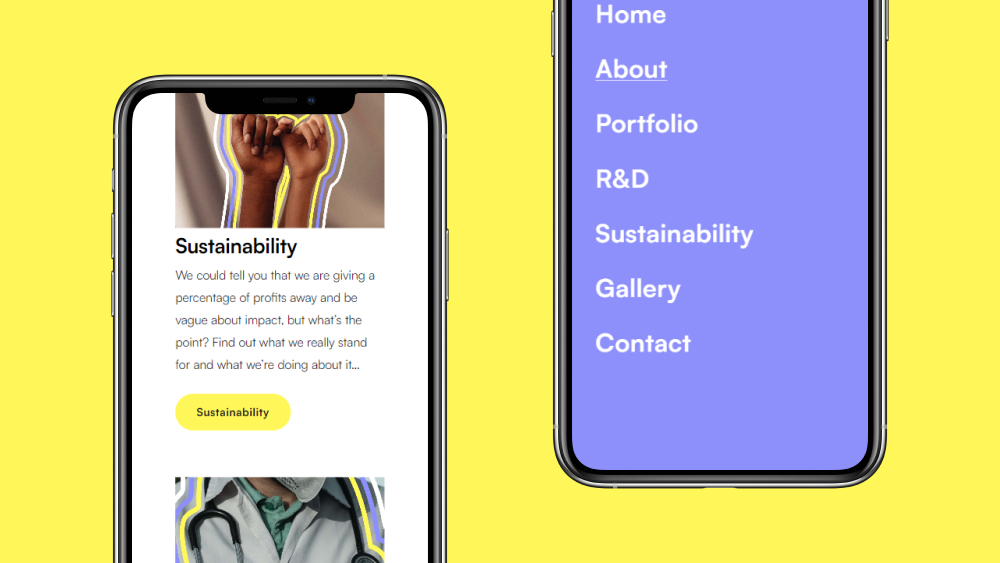 Sustainability
We could tell you that we are giving a
percentage of profits away and be
vague about impact, but what's the
point? Find out what we really stand
for and what we're doing about it...
Sustainability
Home
About
Portfolio
R&D
Sustainability
Gallery
Contact